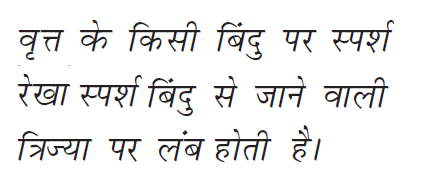 वृत्त के किसी बिंदु पर स्पर्श
रेखा स्पर्श बिंदु से जाने वाली
त्रिज्या पर लंब होती है।